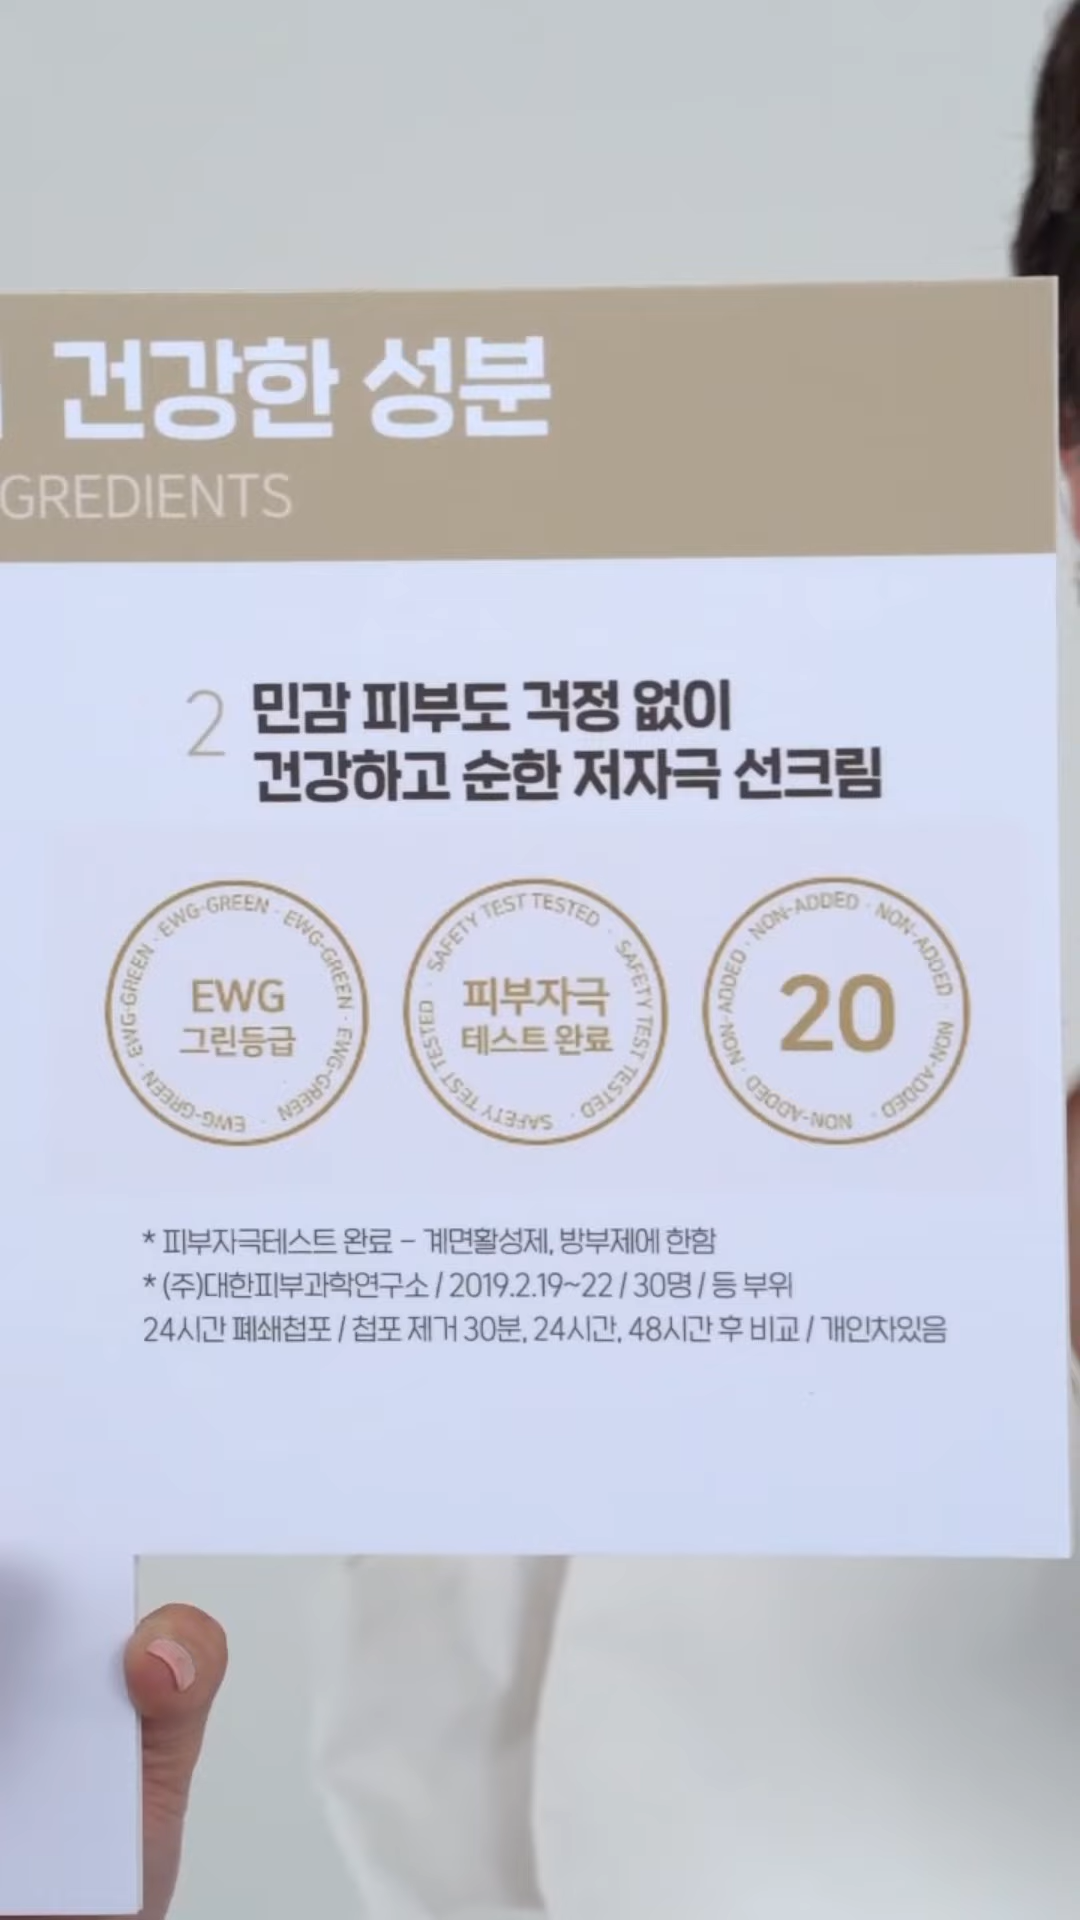 건강한 성분
GREDIENTS
2 민감 피부도 걱정 없이
건강하고 순한 저자극 선크림
EWG-GREEN · EWG-GREEN · EWG-GREEN · EWG-GREEN · EWG-GREEN
EWG
그린등급
SAFETY TEST TESTED · SAFETY TEST TESTED · SAFETY TEST TESTED
피부자극
테스트 완료
NON-ADDED · NON-ADDED · NON-ADDED · NON-ADDED · NON-ADDED
20
* 피부자극테스트 완료 – 계면활성제, 방부제에 한함
* (주)대한피부과학연구소 / 2019.2.19~22 / 30명 / 등 부위
24시간 폐쇄첩포 / 첩포 제거 30분, 24시간, 48시간 후 비교 / 개인차있음